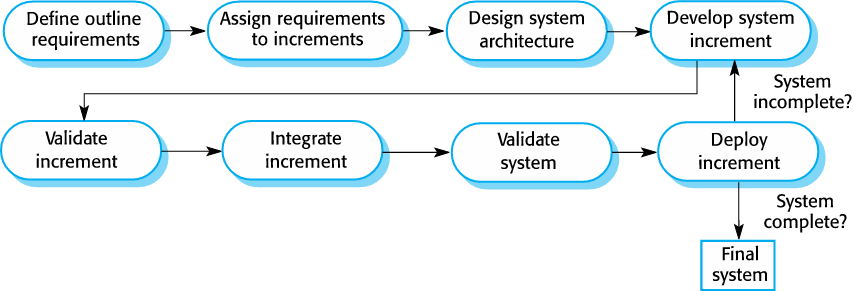 Define outline
requirements
Assign requirements
to increments
Design system
architecture
Develop system
increment
System
incomplete?
Validate
increment
Integrate
increment
Validate
system
Deploy
increment
System
complete?
Final
system